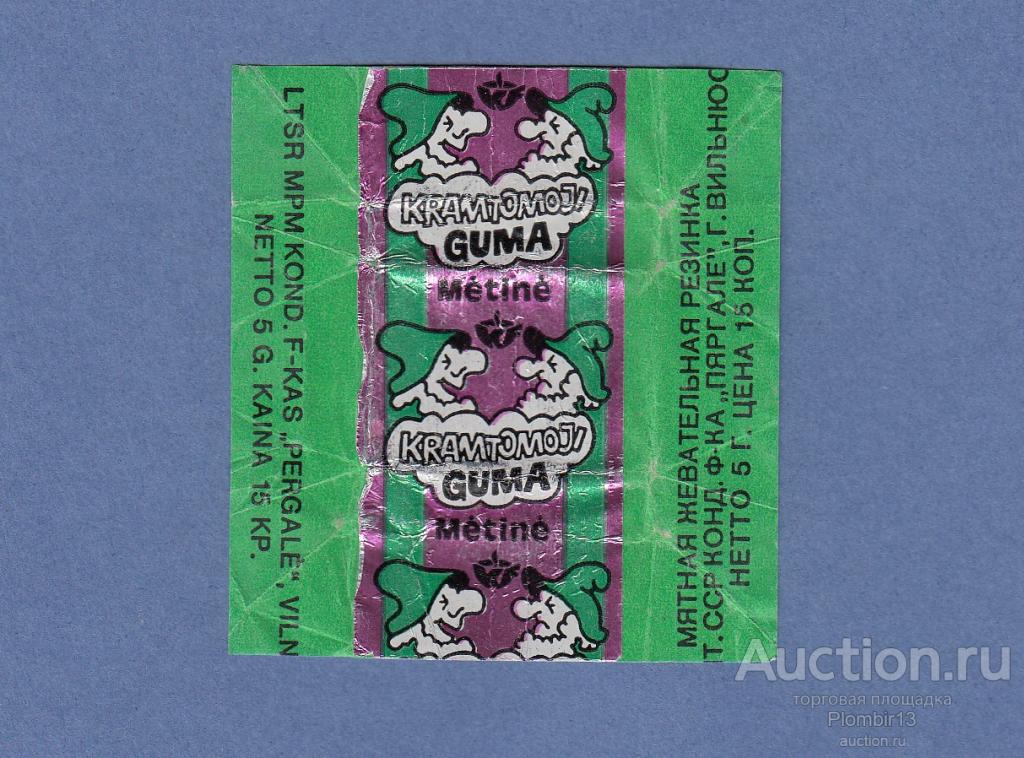 LTSR MPM KOND. F-KAS „PERGALĖ“, VILN
NETTO 5 G. KAINA 15 KP.
KRAMTOMOJI
GUMA
Mėtinė
KRAMTOMOJI
GUMA
Mėtinė
МЯТНАЯ ЖЕВАТЕЛЬНАЯ РЕЗИНКА
Т. ССР КОНД. Ф-КА „ПЯРГАЛЕ", Г. ВИЛЬНЮС
НЕТТО 5 Г. ЦЕНА 15 КОП.
Auction.ru
торговая площадка
Plombir13
auction.ru